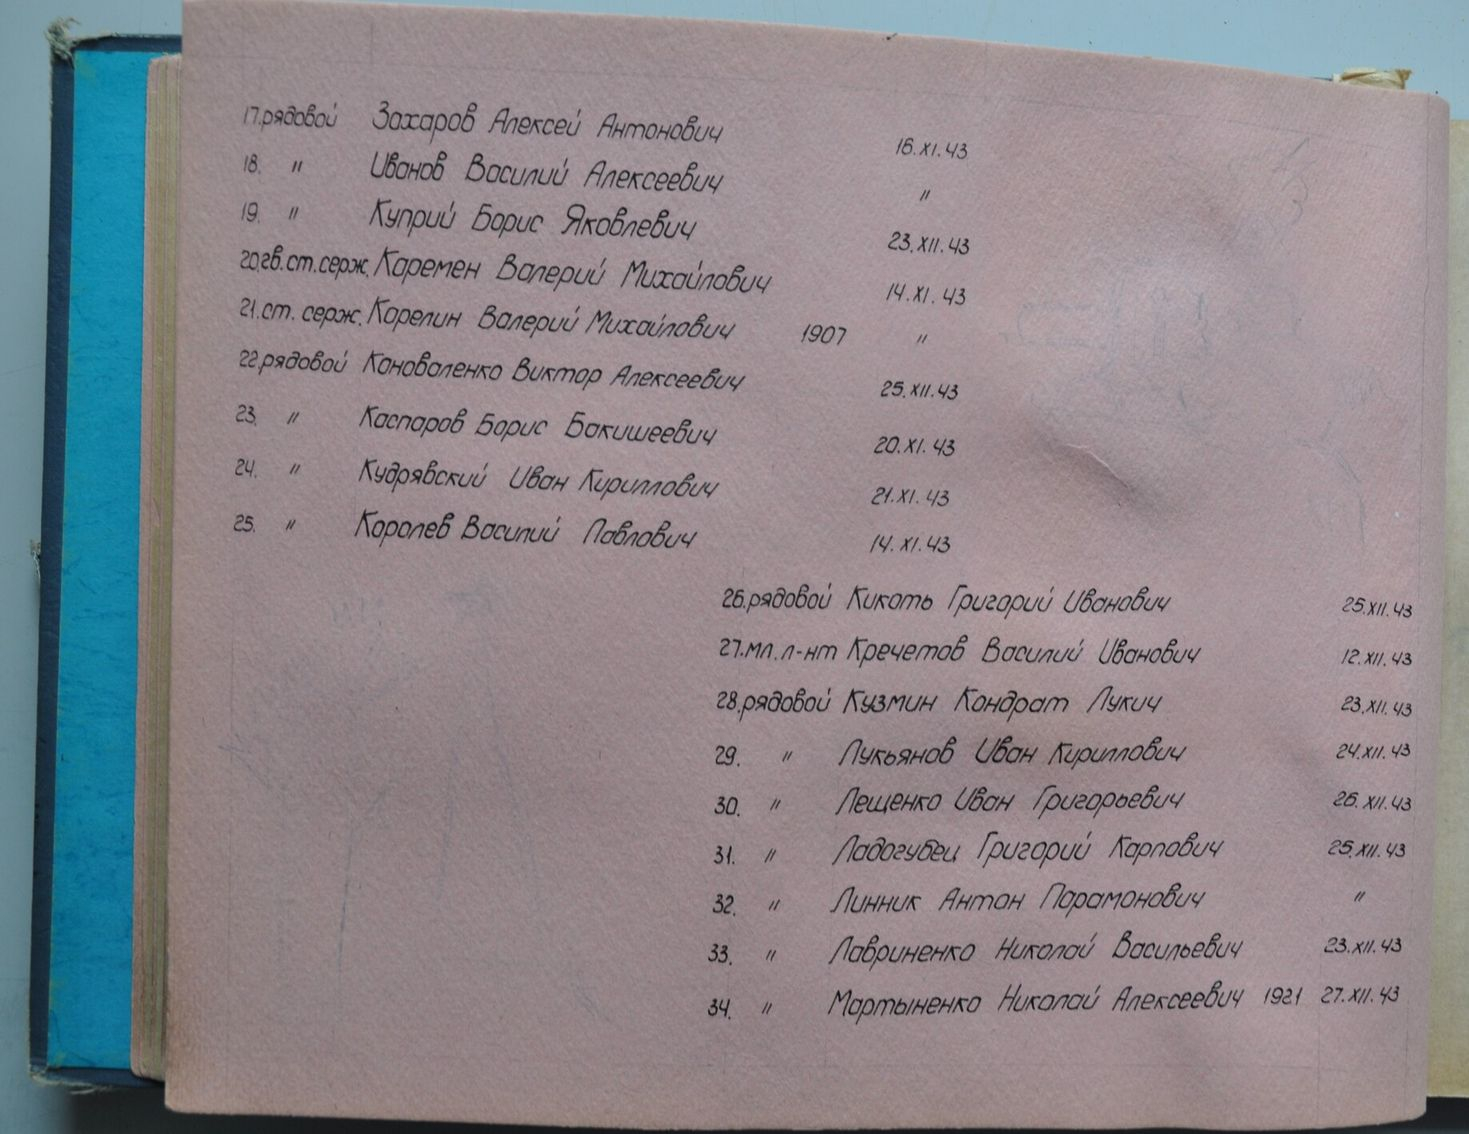 17. рядовой Захаров Алексей Антонович 16.XI.43
18. " Иванов Василий Алексеевич "
19. " Куприй Борис Яковлевич 23.XII.43
20. гв. ст. серж. Каремен Валерий Михайлович 14.XI.43
21. ст. серж. Корелин Валерий Михайлович 1907 "
22. рядовой Коноваленко Виктор Алексеевич 25.XII.43
23. " Каспаров Борис Бакишеевич 20.XI.43
24. " Кудрявский Иван Кириллович 21.XI.43
25. " Королев Василий Павлович 14.XI.43
26. рядовой Кикоть Григорий Иванович 25.XII.43
27. мл. л-нт Кречетов Василий Иванович 12.XII.43
28. рядовой Кузмин Кондрат Лукич 23.XII.43
29. " Лукьянов Иван Кириллович 24.XII.43
30. " Лещенко Иван Григорьевич 26.XII.43
31. " Ладогубец Григорий Карпович 25.XII.43
32. " Линник Антон Парамонович "
33. " Лавриненко Николай Васильевич 23.XII.43
34. " Мартыненко Николай Алексеевич 1921 27.XII.43